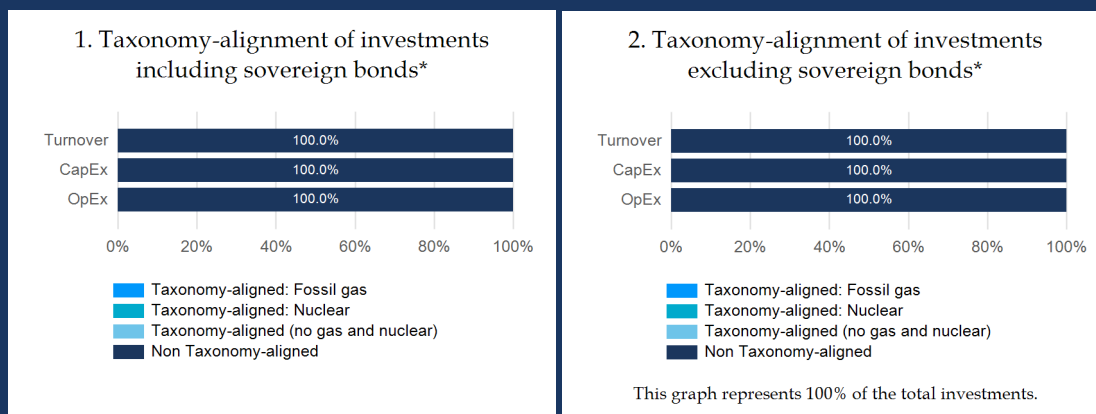 1. Taxonomy-alignment of investments
including sovereign bonds*
Turnover 100.0%
CapEx 100.0%
OpEx 100.0%
0% 20% 40% 60% 80% 100%
Taxonomy-aligned: Fossil gas
Taxonomy-aligned: Nuclear
Taxonomy-aligned (no gas and nuclear)
Non Taxonomy-aligned
2. Taxonomy-alignment of investments
excluding sovereign bonds*
Turnover 100.0%
CapEx 100.0%
OpEx 100.0%
0% 20% 40% 60% 80% 100%
Taxonomy-aligned: Fossil gas
Taxonomy-aligned: Nuclear
Taxonomy-aligned (no gas and nuclear)
Non Taxonomy-aligned
This graph represents 100% of the total investments.